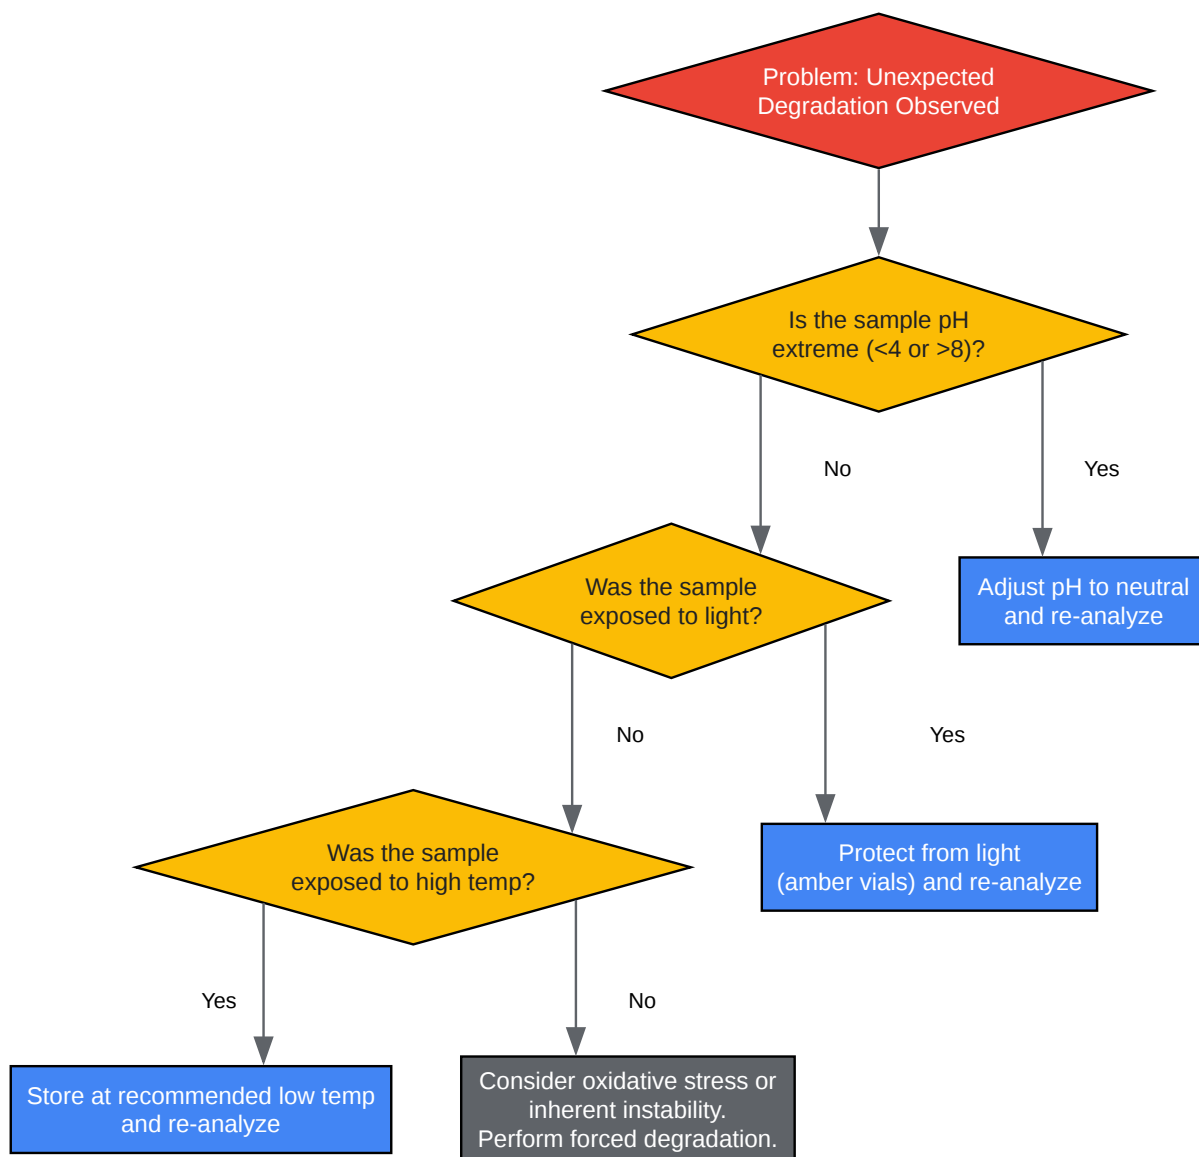 Problem: Unexpected
Degradation Observed
Is the sample pH
extreme (<4 or >8)?
No
Yes
Was the sample
exposed to light?
Adjust pH to neutral
and re-analyze
No
Yes
Was the sample
exposed to high temp?
Protect from light
(amber vials) and re-analyze
Yes
No
Store at recommended low temp
and re-analyze
Consider oxidative stress or
inherent instability.
Perform forced degradation.